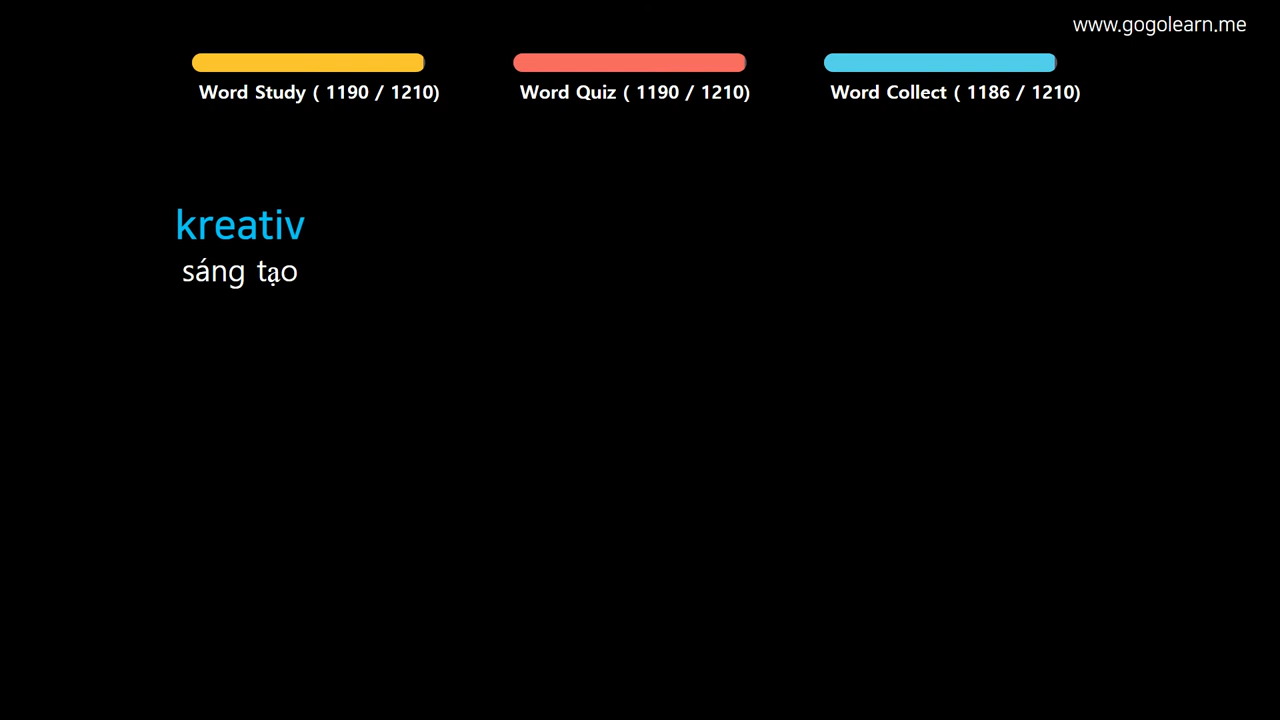 www.gogolearn.me
Word Study ( 1190 / 1210)
Word Quiz ( 1190 / 1210)
Word Collect ( 1186 / 1210)
kreativ
sáng tạo